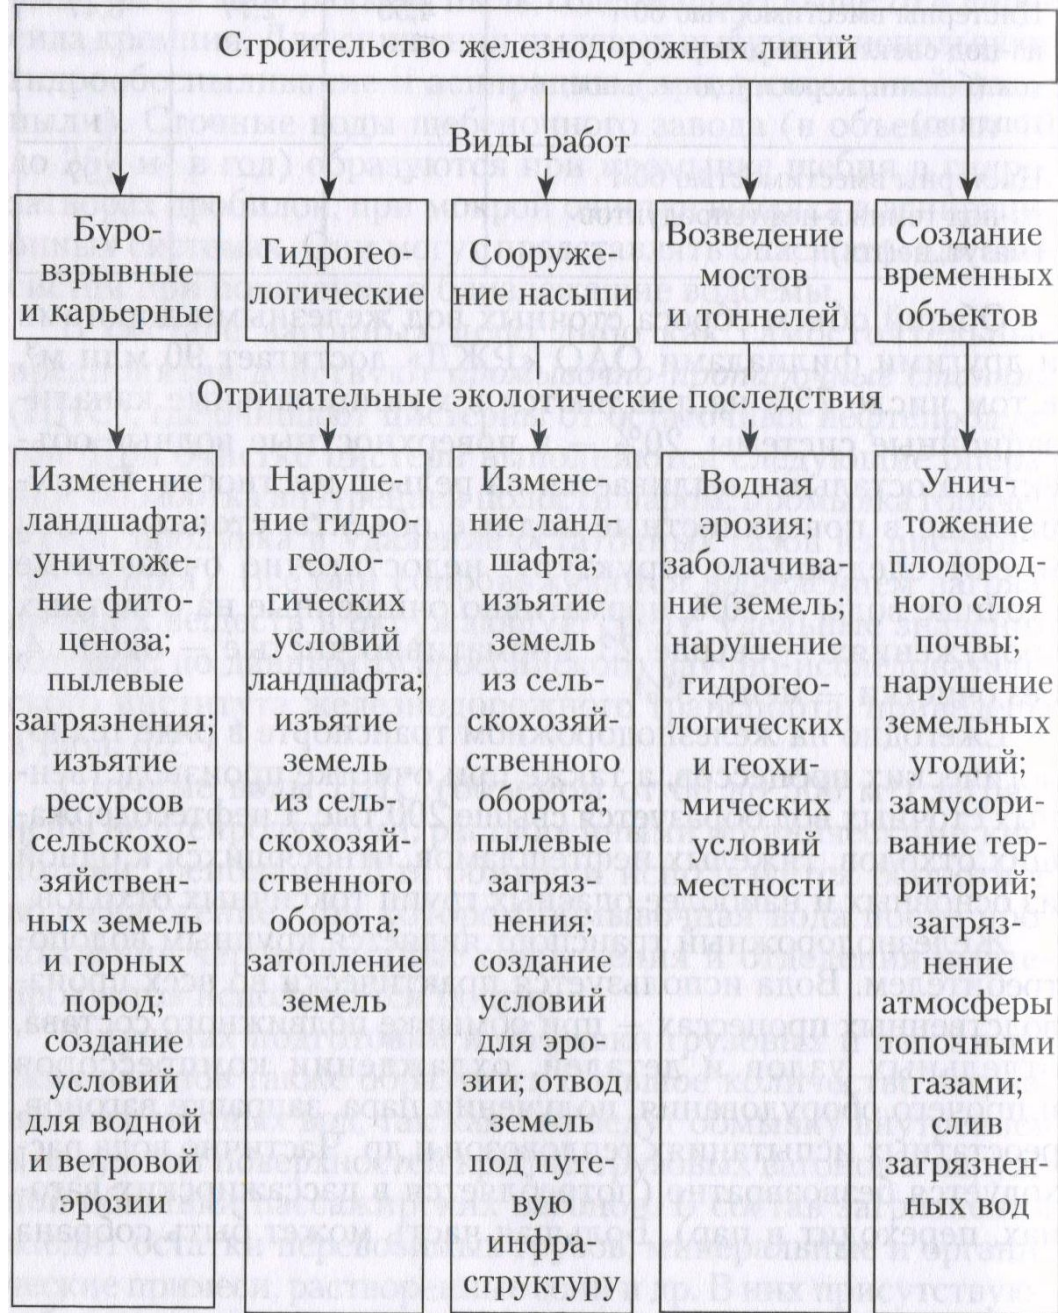 Строительство железнодорожных линий
Виды работ
Буро-
взрывные
и карьерные
Гидрогео-
логические
Сооруже-
ние насыпи
Возведение
мостов
и тоннелей
Создание
временных
объектов
Отрицательные экологические последствия
Изменение
ландшафта;
уничтоже-
ние фито-
ценоза;
пылевые
загрязнения;
изъятие
ресурсов
сельскохо-
зяйствен-
ных земель
и горных
пород;
создание
условий
для водной
и ветровой
эрозии
Наруше-
ние гидро-
геоло-
гических
условий
ландшафта;
изъятие
земель
из сель-
скохозяй-
ственного
оборота;
затопление
земель
Измене-
ние ланд-
шафта,
изъятие
земель
из сель-
скохозяй-
ственного
оборота;
пылевые
загряз-
нения;
создание
условий
для эро-
зии; отвод
земель
под путе-
вую
инфра-
структуру
Водная
эрозия;
заболачива-
ние земель;
нарушение
гидрогео-
логических
и геохи-
мических
условий
местности
Унич-
тожение
плодород-
ного слоя
почвы;
нарушение
земельных
угодий;
замусори-
вание тер-
риторий;
загряз-
нение
атмосферы
топочными
газами;
слив
загрязнен-
ных вод